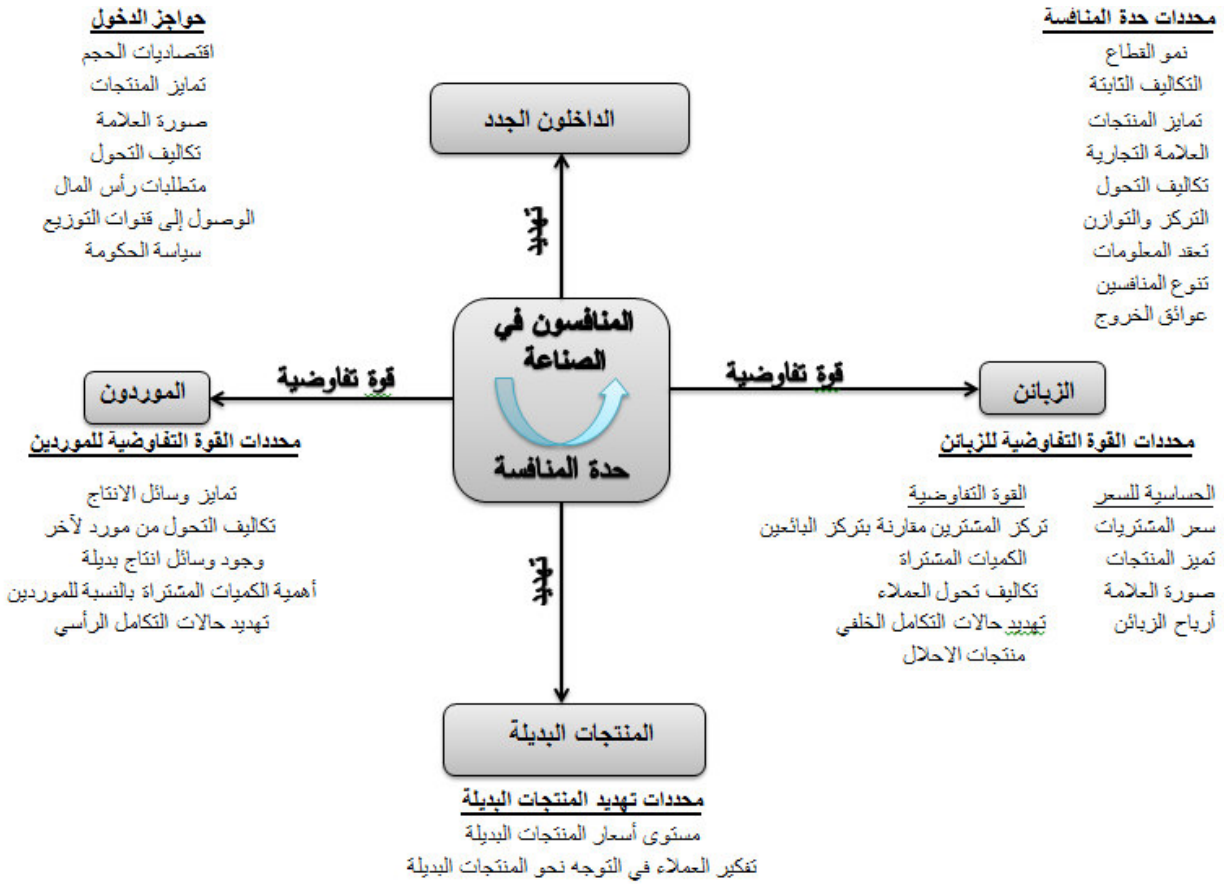 محددات حدة المنافسة
نمو القطاع
التكاليف الثابتة
تمايز المنتجات
العلامة التجارية
تكاليف التحول
التركز والتوازن
تعقد المعلومات
تنوع المنافسين
عوائق الخروج
حواجز الدخول
اقتصاديات الحجم
تمايز المنتجات
صورة العلامة
تكاليف التحول
متطلبات رأس المال
الوصول إلى قنوات التوزيع
سياسة الحكومة
الداخلون الجدد
تهديد
المنافسون في
الصناعة
حدة المنافسة
قوة تفاوضية
الزبائن
محددات القوة التفاوضية للزبائن
الحساسية للسعر
سعر المشتريات
تميز المنتجات
صورة العلامة
أرباح الزبائن
القوة التفاوضية
تركز المشترين مقارنة بتركز البائعين
الكميات المشتراة
تكاليف تحول العملاء
تهديد حالات التكامل الخلفي
منتجات الاحلال
قوة تفاوضية
الموردون
محددات القوة التفاوضية للموردين
تمايز وسائل الانتاج
تكاليف التحول من مورد لآخر
وجود وسائل انتاج بديلة
أهمية الكميات المشتراة بالنسبة للموردين
تهديد حالات التكامل الرأسي
تهديد
المنتجات البديلة
محددات تهديد المنتجات البديلة
مستوى أسعار المنتجات البديلة
تفكير العملاء في التوجه نحو المنتجات البديلة